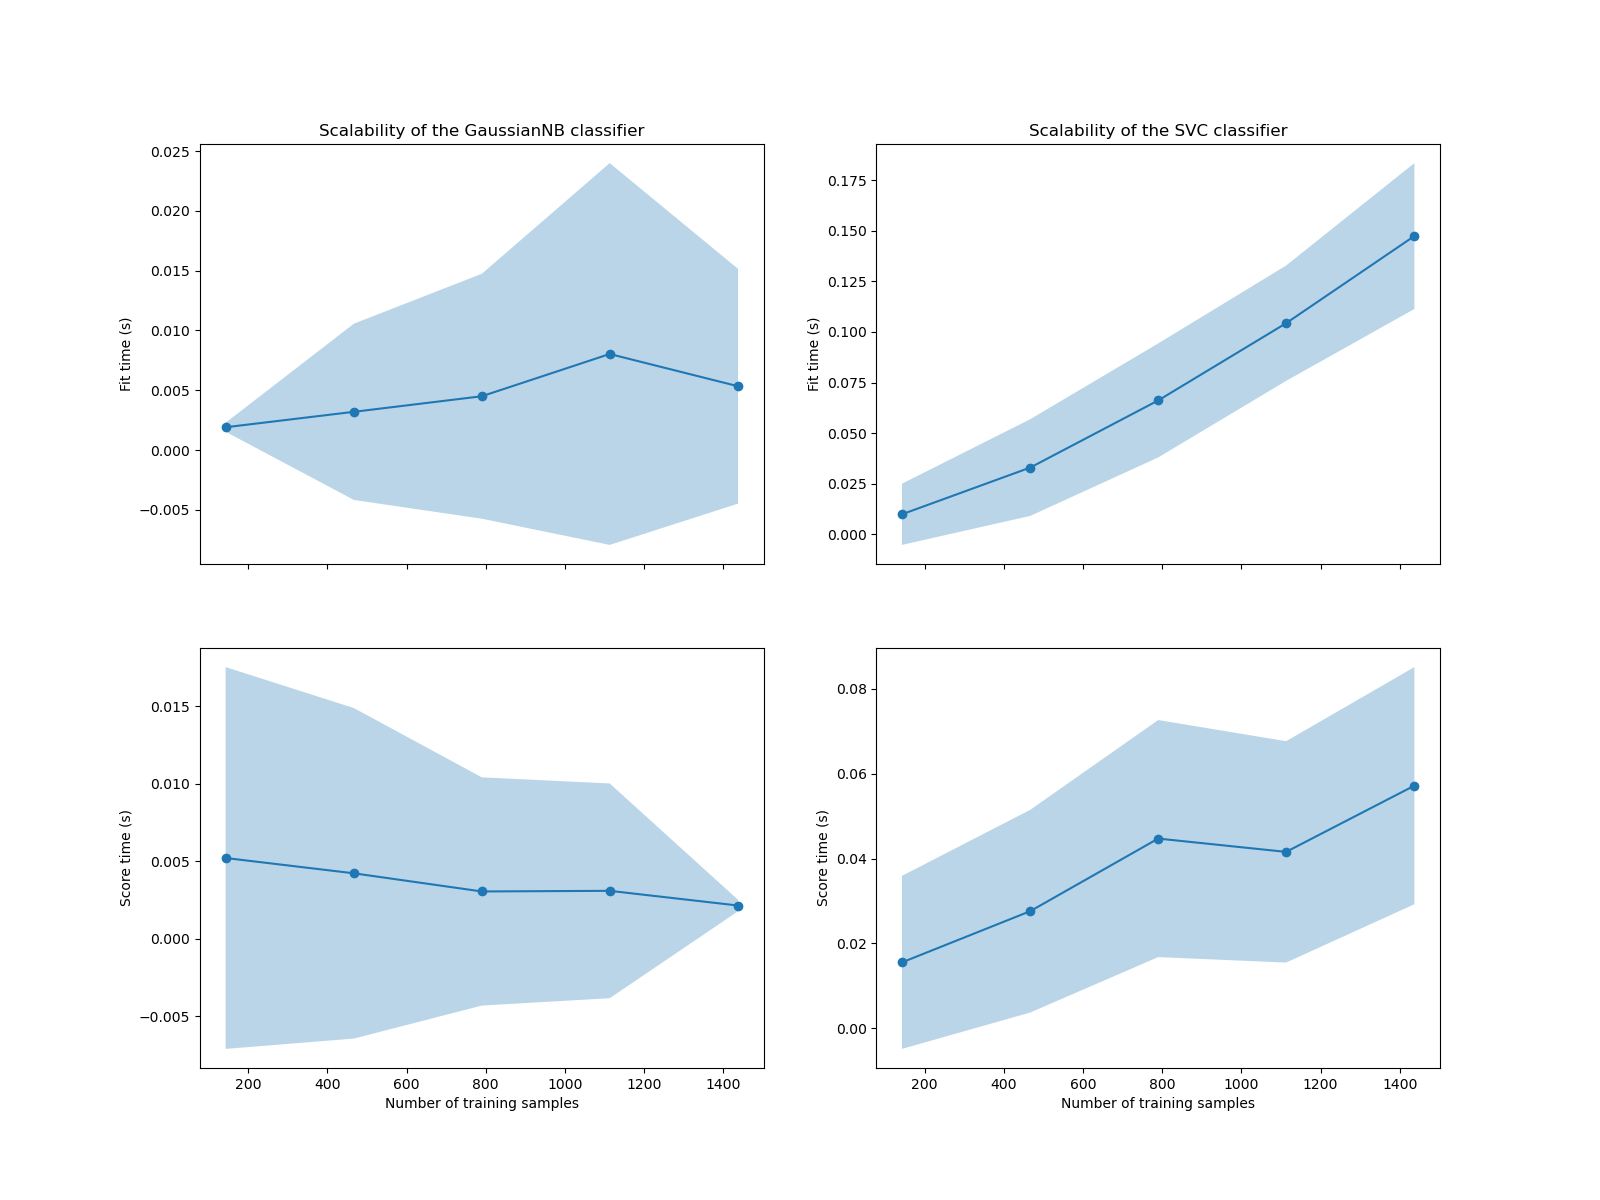 Scalability of the GaussianNB classifier
Fit time (s)
0.025
0.020
0.015
0.010
0.005
0.000
−0.005
Scalability of the SVC classifier
Fit time (s)
0.175
0.150
0.125
0.100
0.075
0.050
0.025
0.000
Score time (s)
0.015
0.010
0.005
0.000
−0.005
200 400 600 800 1000 1200 1400
Number of training samples
Score time (s)
0.08
0.06
0.04
0.02
0.00
200 400 600 800 1000 1200 1400
Number of training samples